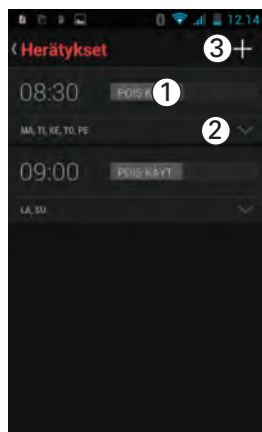 12.14
Herätykset 3
08:30 POIS 1
MA, TI, KE, TO, PE 2
09:00 POIS KÄYT
LA, SU